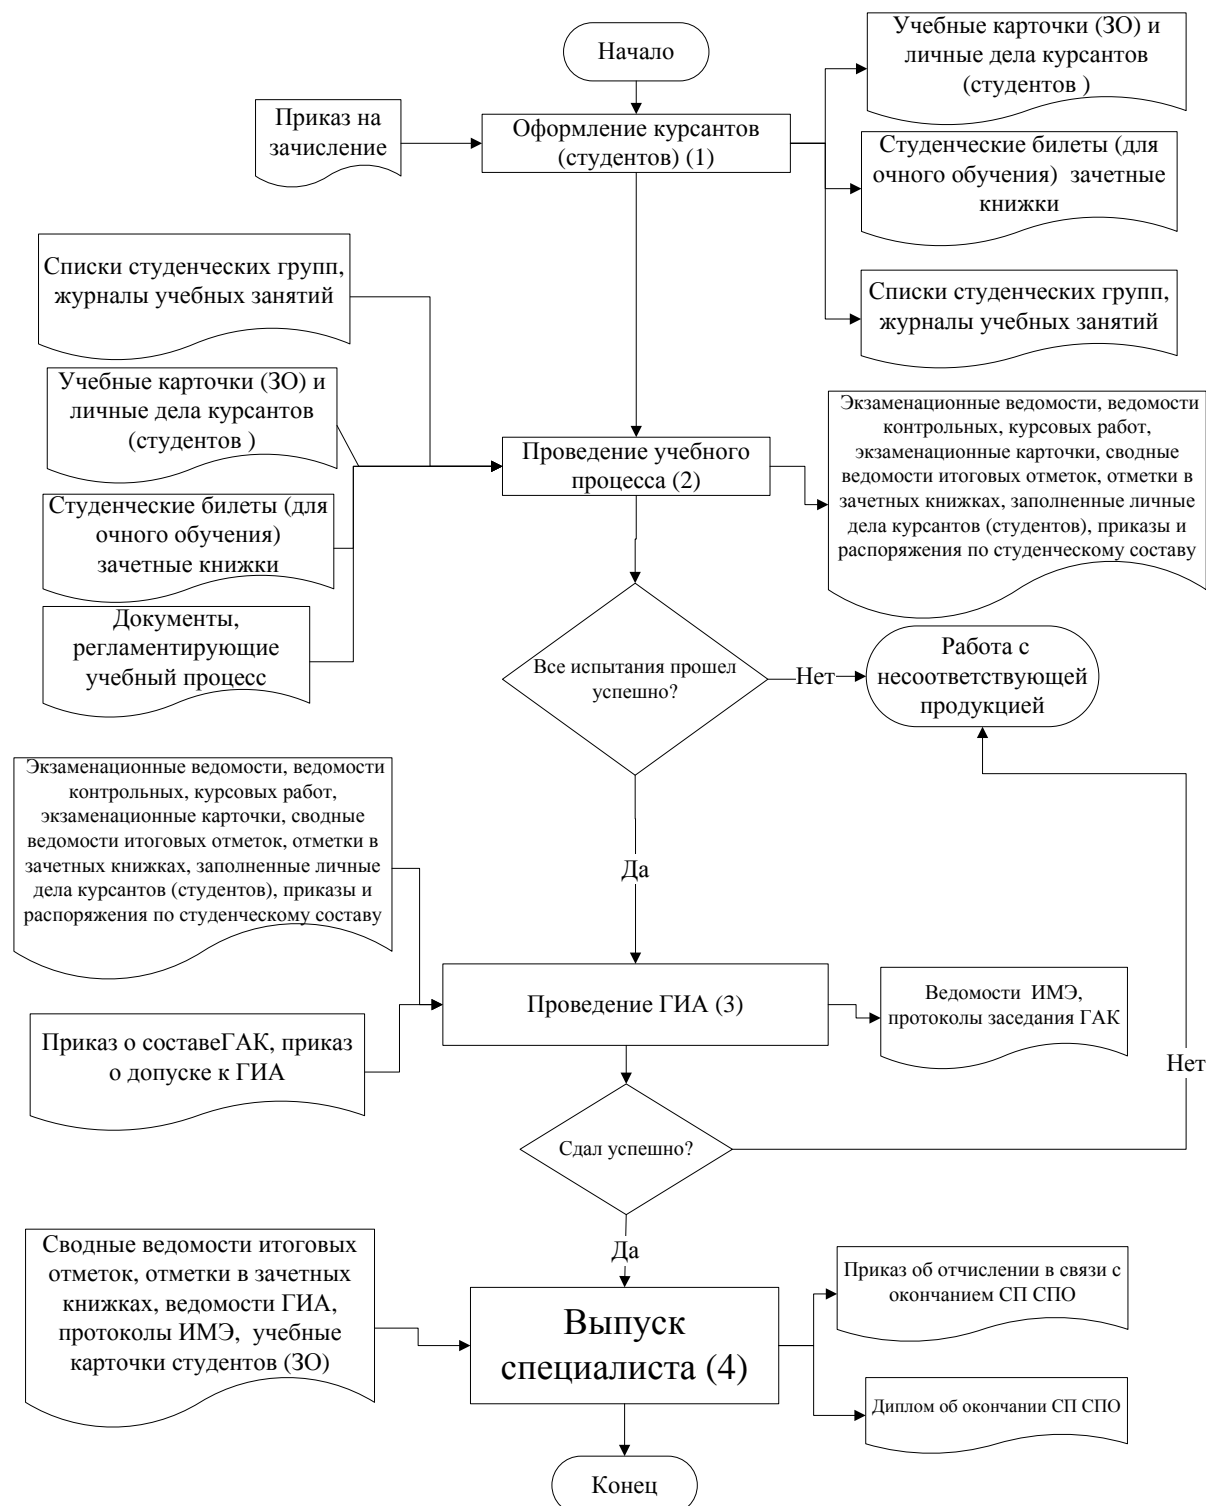 Начало
Учебные карточки (ЗО) и
личные дела курсантов
(студентов )
Приказ на
зачисление
Оформление курсантов
(студентов) (1)
Студенческие билеты (для
очного обучения) зачетные
книжки
Списки студенческих групп,
журналы учебных занятий
Списки студенческих групп,
журналы учебных занятий
Учебные карточки (ЗО) и
личные дела курсантов
(студентов )
Студенческие билеты (для
очного обучения)
зачетные книжки
Документы,
регламентирующие
учебный процесс
Проведение учебного
процесса (2)
Экзаменационные ведомости, ведомости
контрольных, курсовых работ,
экзаменационные карточки, сводные
ведомости итоговых отметок, отметки в
зачетных книжках, заполненные личные
дела курсантов (студентов), приказы и
распоряжения по студенческому составу
Все испытания прошел
успешно?
Нет
Работа с
несоответствующей
продукцией
Да
Экзаменационные ведомости, ведомости
контрольных, курсовых работ,
экзаменационные карточки, сводные
ведомости итоговых отметок, отметки в
зачетных книжках, заполненные личные
дела курсантов (студентов), приказы и
распоряжения по студенческому составу
Приказ о составеГАК, приказ
о допуске к ГИА
Проведение ГИА (3)
Ведомости ИМЭ,
протоколы заседания ГАК
Нет
Сдал успешно?
Да
Сводные ведомости итоговых
отметок, отметки в зачетных
книжках, ведомости ГИА,
протоколы ИМЭ, учебные
карточки студентов (ЗО)
Выпуск
специалиста (4)
Приказ об отчислении в связи с
окончанием СП СПО
Диплом об окончании СП СПО
Конец